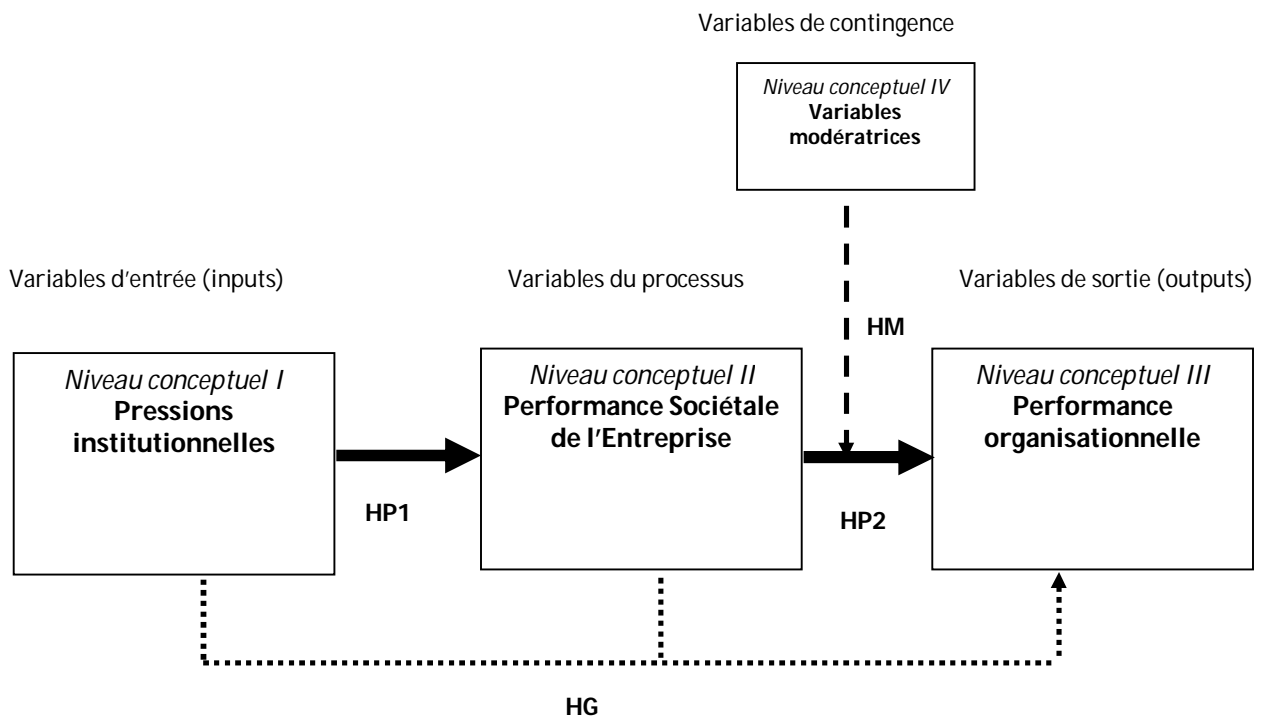 Variables de contingence
Niveau conceptuel IV
Variables
modératrices
HM
Variables d'entrée (inputs)
Variables du processus
Variables de sortie (outputs)
Niveau conceptuel I
Pressions
institutionnelles
Niveau conceptuel II
Performance Sociétale
de l'Entreprise
Niveau conceptuel III
Performance
organisationnelle
HP1
HP2
HG